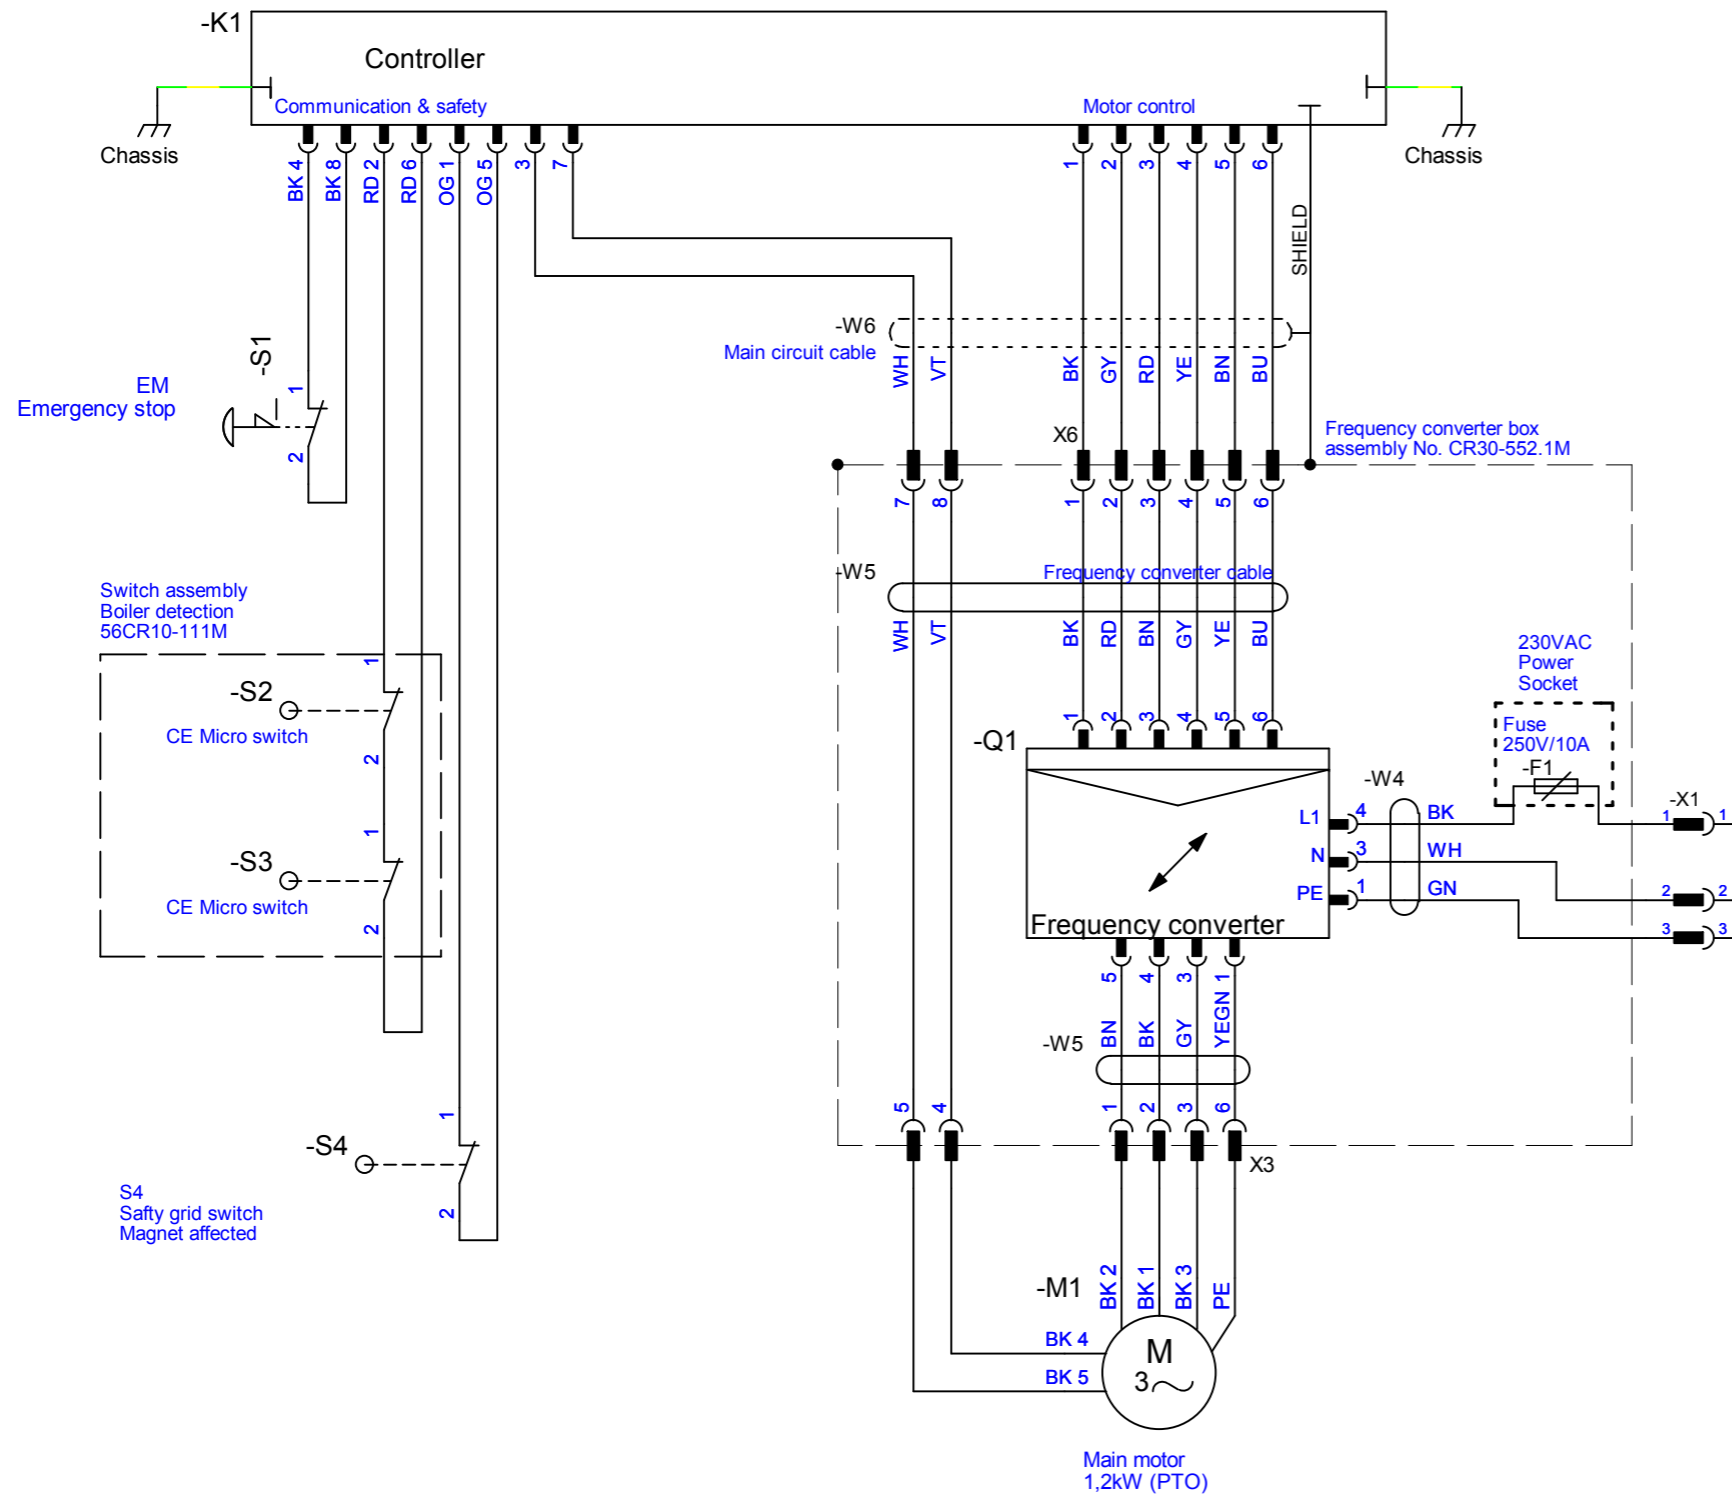 -K1
Controller
Communication & safety
Motor control
Chassis
Chassis
BK 4
BK 8
RD 2
RD 6
OG 1
OG 5
3
7
1
2
3
4
5
6
SHIELD
-W6
Main circuit cable
WH
VT
BK
GY
RD
YE
BN
BU
-S1
EM
Emergency stop
1
2
X6
Frequency converter box
assembly No. CR30-552.1M
7
8
1
2
3
4
5
6
-W5
Frequency converter cable
WH
VT
BK
RD
BN
GY
YE
BU
Switch assembly
Boiler detection
56CR10-111M
1
-S2
CE Micro switch
2
1
-S3
CE Micro switch
2
230VAC
Power
Socket
Fuse
250V/10A
-F1
1
2
3
4
5
6
-Q1
-W4
-X1
L1
4
BK
1
1
N
3
WH
PE
1
GN
2
2
3
3
Frequency converter
5
4
3
YEGN 1
BN
BK
GY
-W5
5
4
1
2
3
6
X3
1
-S4
2
S4
Safty grid switch
Magnet affected
-M1
BK 2
BK 1
BK 3
PE
BK 4
BK 5
M
3
Main motor
1,2kW (PTO)